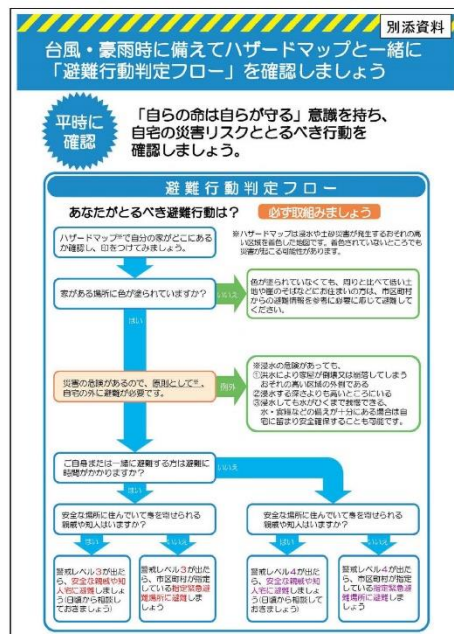 別添資料
台風・豪雨時に備えてハザードマップと一緒に
「避難行動判定フロー」を確認しましょう
平時に
確認
「自らの命は自らが守る」意識を持ち、
自宅の災害リスクととるべき行動を
確認しましょう。
避難行動判定フロー
あなたがとるべき避難行動は？
必ず取組みましょう
ハザードマップ※で自分の家がどこにある
か確認し、印をつけてみましょう。
※ハザードマップは浸水や土砂災害が発生するおそれの高
い区域を着色した地図です。着色されていないところでも
災害が起こる可能性があります。
家がある場所に色が塗られていますか？
いいえ
色が塗られていなくても、周りと比べて低い土
地や崖のそばなどにお住まいの方は、市区町村
からの避難情報を参考に必要に応じて避難して
ください。
はい
災害の危険があるので、原則として※、
自宅の外に避難が必要です。
例外
※浸水の危険があっても、
①洪水により家屋が倒壊又は崩落してしまう
おそれの高い区域の外側である
②浸水する深さよりも高いところにいる
③浸水しても水がひくまで我慢できる、
水・食糧などの備えが十分にある場合は自宅
に留まり安全確保することも可能です。
ご自身または一緒に避難する方は避難に
時間がかかりますか？
いいえ
はい
安全な場所に住んでいて身を寄せられる
親戚や知人はいますか？
安全な場所に住んでいて身を寄せられる
親戚や知人はいますか？
はい
いいえ
はい
いいえ
警戒レベル3が出た
ら、安全な親戚や知
人宅に避難しましょ
う(日頃から相談して
おきましょう)
警戒レベル3が出た
ら、市区町村が指定し
ている指定緊急避
難場所に避難しま
しょう
警戒レベル4が出た
ら、安全な親戚や知
人宅に避難しましょ
う(日頃から相談して
おきましょう)
警戒レベル4が出た
ら、市区町村が指定
している指定緊急避
難場所に避難しま
しょう